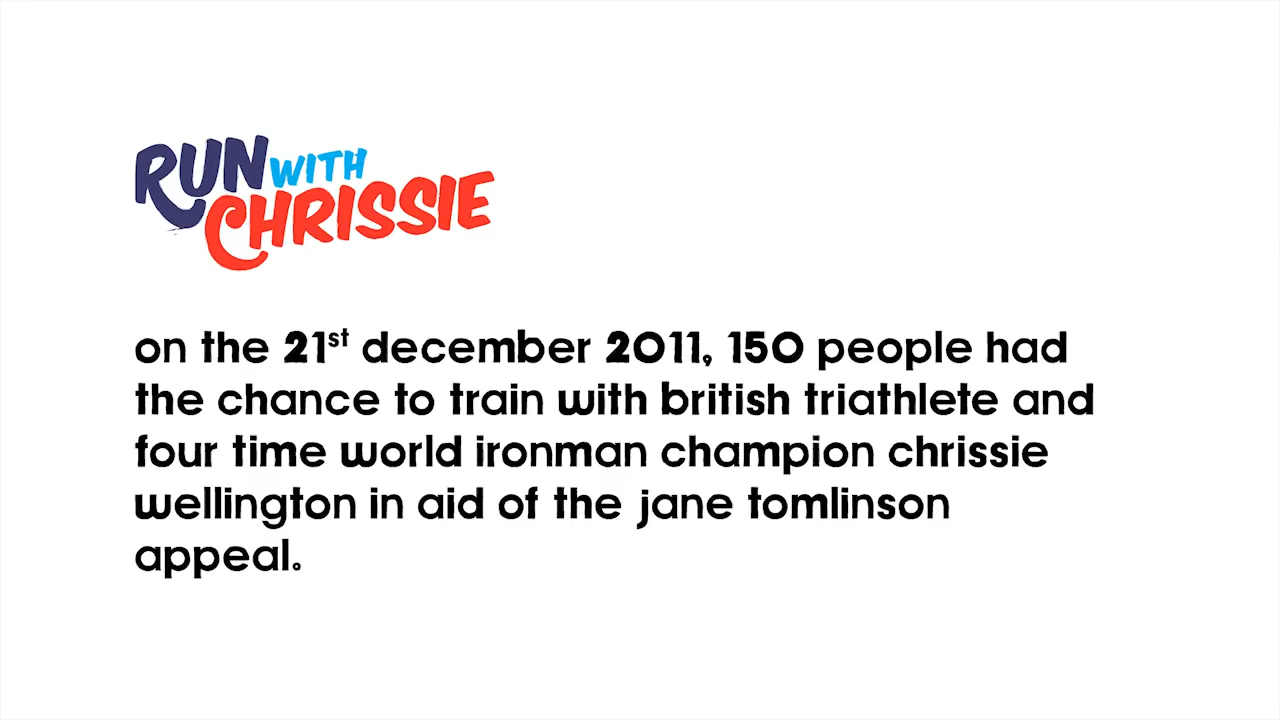 RUN WITH
CHRISSIE
on the 21st december 2011, 150 people had
the chance to train with british triathlete and
four time world ironman champion chrissie
wellington in aid of the jane tomlinson
appeal.